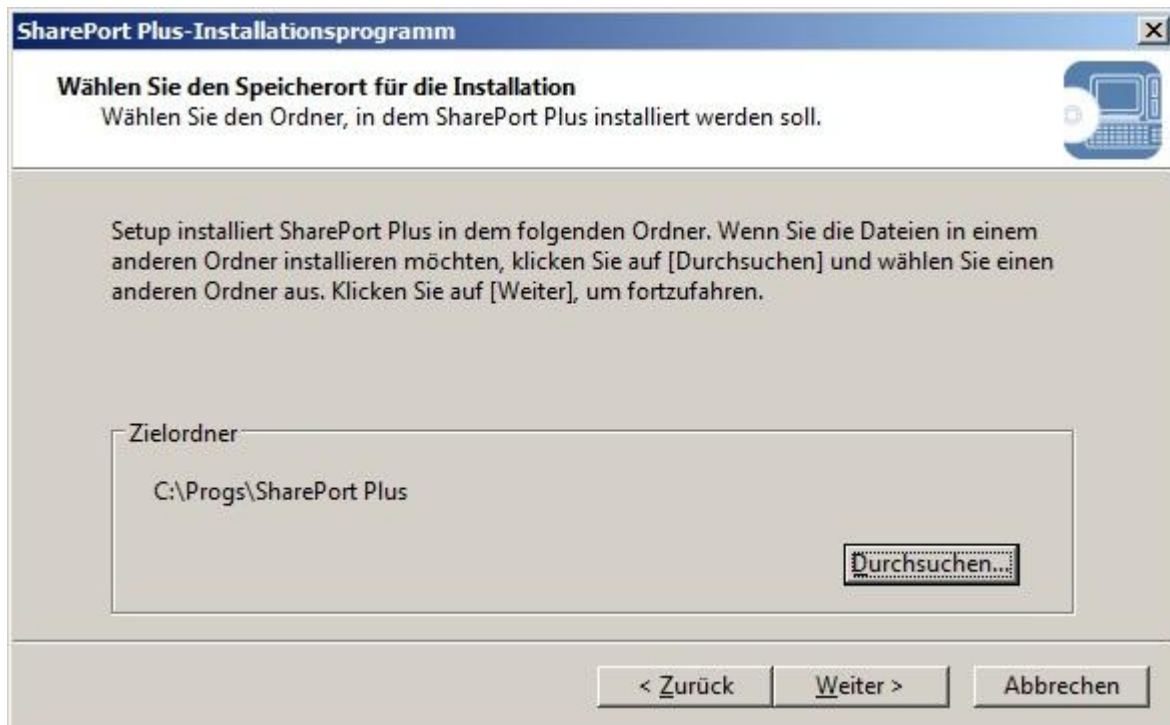 SharePort Plus-Installationsprogramm
Wählen Sie den Speicherort für die Installation
Wählen Sie den Ordner, in dem SharePort Plus installiert werden soll.
Setup installiert SharePort Plus in dem folgenden Ordner. Wenn Sie die Dateien in einem
anderen Ordner installieren möchten, klicken Sie auf [Durchsuchen] und wählen Sie einen
anderen Ordner aus. Klicken Sie auf [Weiter], um fortzufahren.
Zielordner
C:\Progs\SharePort Plus
Durchsuchen...
< Zurück Weiter > Abbrechen